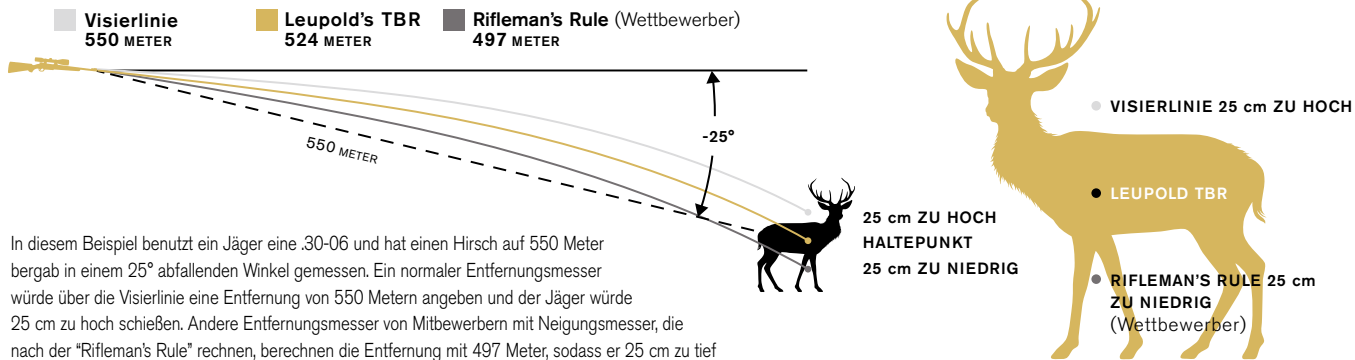 Visierlinie
550 METER
Leupold's TBR
524 METER
Rifleman's Rule (Wettbewerber)
497 METER
-25°
550 METER
25 cm ZU HOCH
HALTEPUNKT
25 cm ZU NIEDRIG
VISIERLINIE 25 cm ZU HOCH
LEUPOLD TBR
RIFLEMAN'S RULE 25 cm
ZU NIEDRIG
(Wettbewerber)
In diesem Beispiel benutzt ein Jäger eine .30-06 und hat einen Hirsch auf 550 Meter
bergab in einem 25° abfallenden Winkel gemessen. Ein normaler Entfernungsmesser
würde über die Visierlinie eine Entfernung von 550 Metern angeben und der Jäger würde
25 cm zu hoch schießen. Andere Entfernungsmesser von Mitbewerbern mit Neigungsmesser, die
nach der "Rifleman's Rule" rechnen, berechnen die Entfernung mit 497 Meter, sodass er 25 cm zu tief